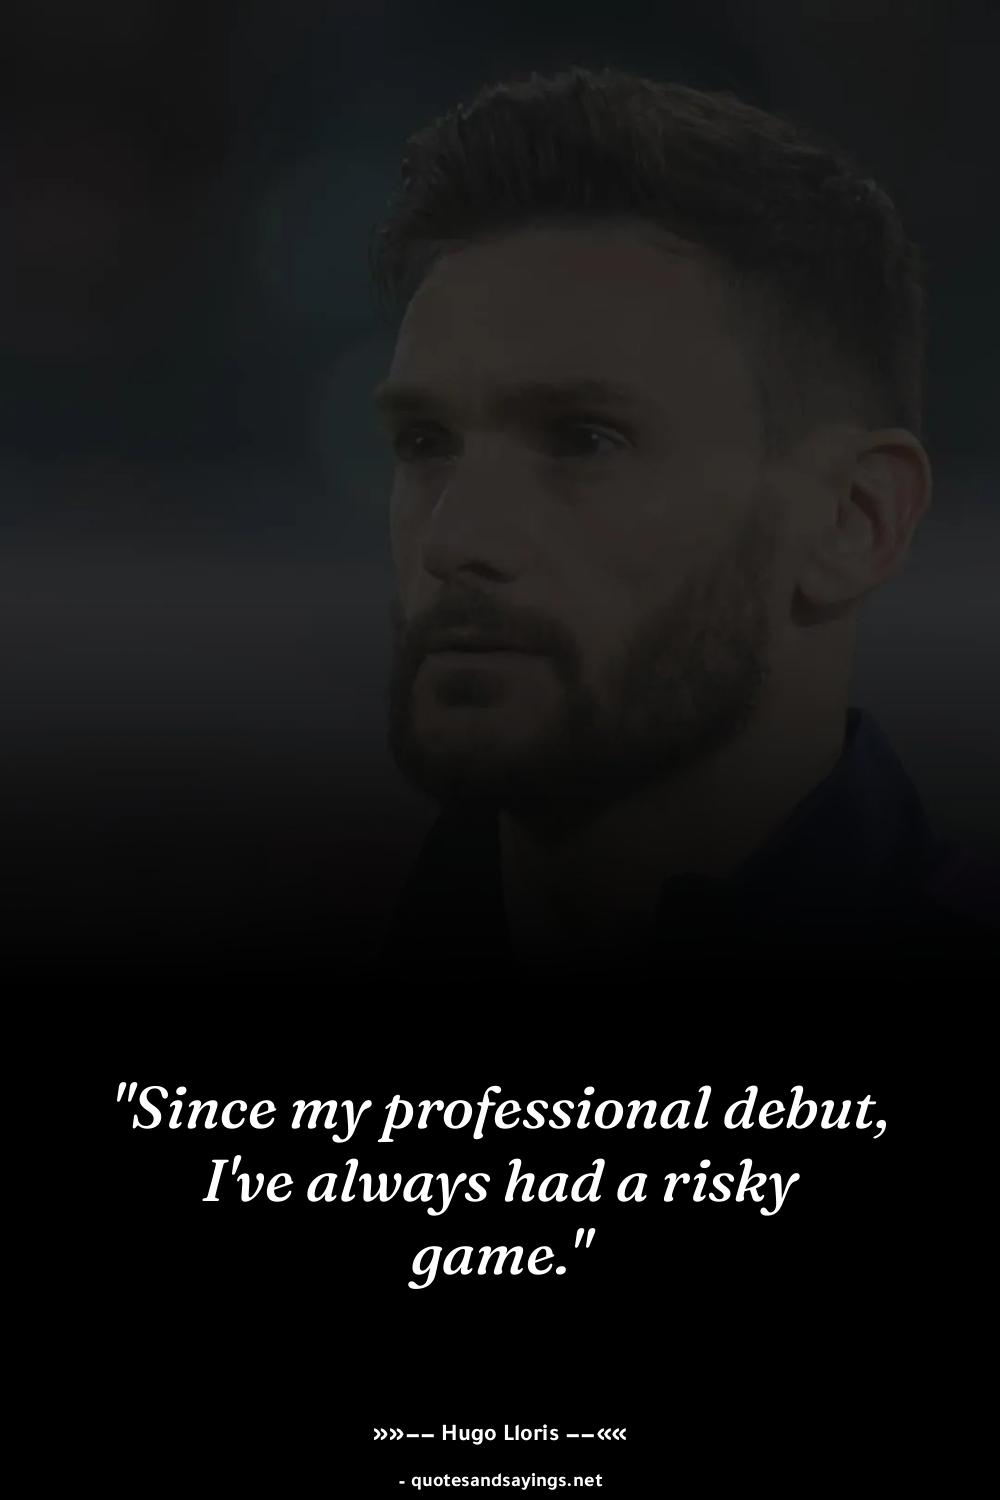 "Since my professional debut,
I've always had a risky
game."
»»−− Hugo Lloris −−««
- quotesandsayings.net